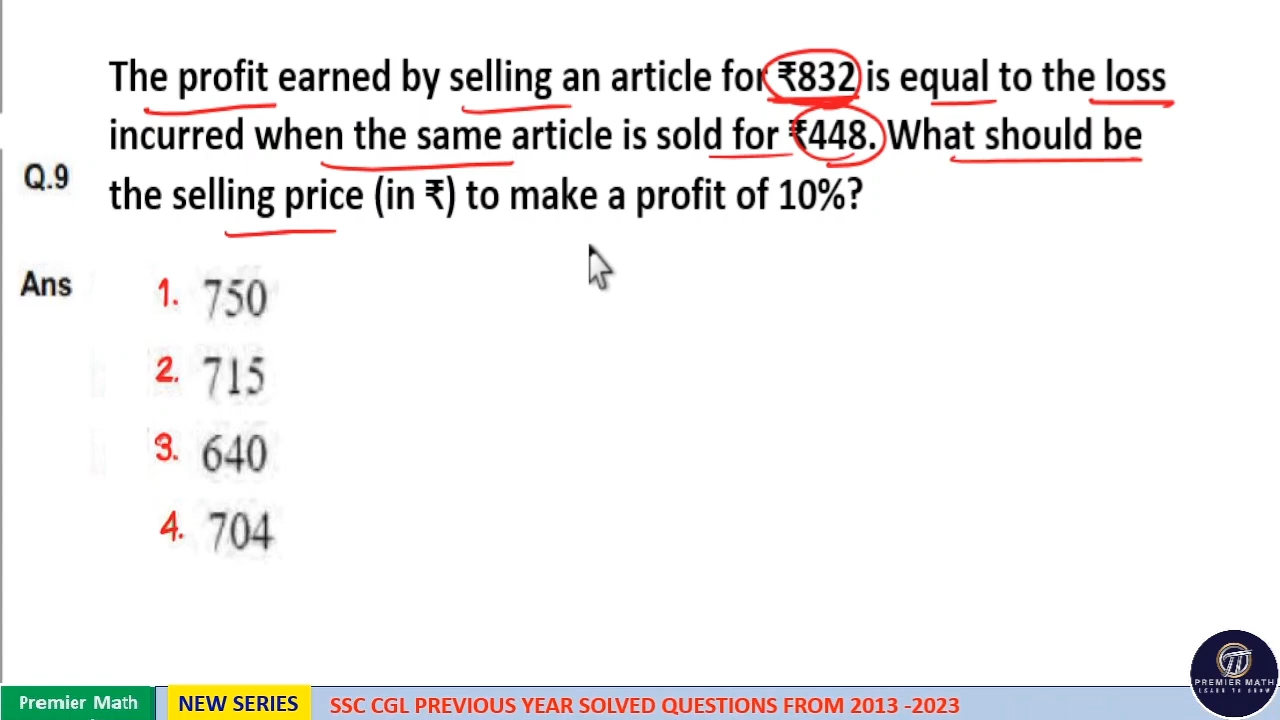 The profit earned by selling an article for ₹832 is equal to the loss
incurred when the same article is sold for ₹448. What should be
Q.9
the selling price (in ₹) to make a profit of 10%?
Ans
1. 750
2. 715
3. 640
4. 704
PREMIER MATH
LEARN TO GROW
Premier Math
NEW SERIES
SSC CGL PREVIOUS YEAR SOLVED QUESTIONS FROM 2013 -2023